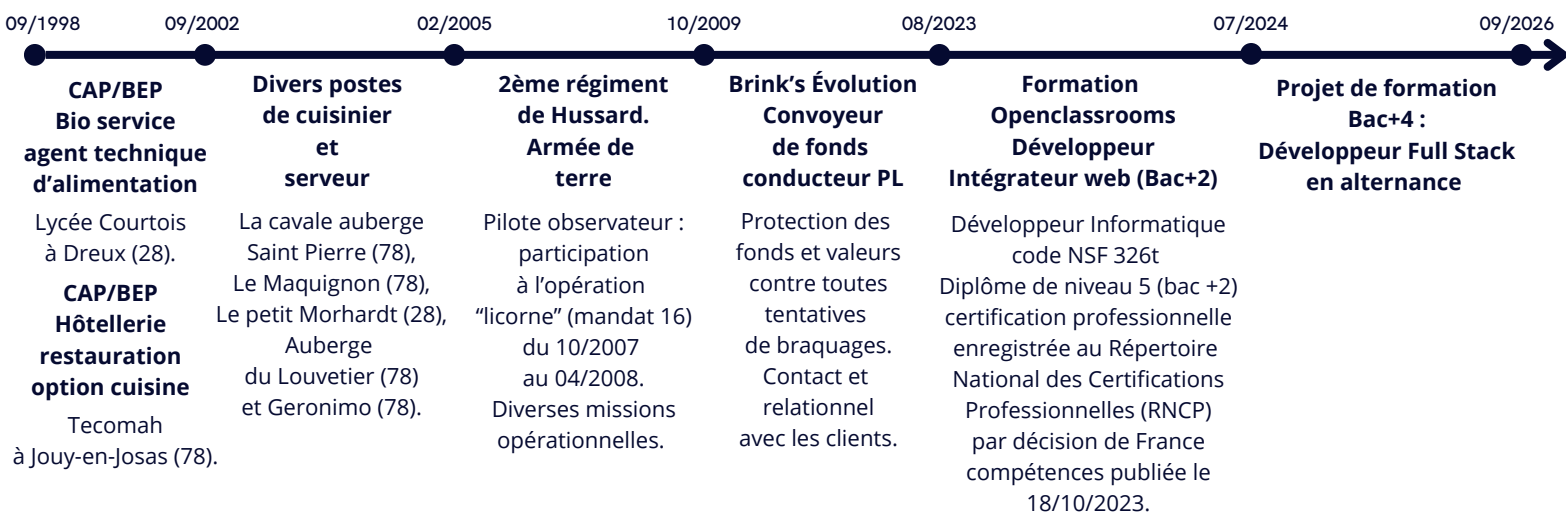 09/1998
09/2002
02/2005
10/2009
08/2023
07/2024
09/2026
CAP/BEP
Bio service
agent technique
d’alimentation
Lycée Courtois
à Dreux (28).
CAP/BEP
Hôtellerie
restauration
option cuisine
Tecomah
à Jouy-en-Josas (78).
Divers postes
de cuisinier
et
serveur
La cavale auberge
Saint Pierre (78),
Le Maquignon (78),
Le petit Morhardt (28),
Auberge
du Louvetier (78)
et Geronimo (78).
2ème régiment
de Hussard.
Armée de
terre
Pilote observateur :
participation
à l’opération
“licorne” (mandat 16)
du 10/2007
au 04/2008.
Diverses missions
opérationnelles.
Brink’s Évolution
Convoyeur
de fonds
conducteur PL
Protection des
fonds et valeurs
contre toutes
tentatives
de braquages.
Contact et
relationnel
avec les clients.
Formation
Openclassrooms
Développeur
Intégrateur web (Bac+2)
Développeur Informatique
code NSF 326t
Diplôme de niveau 5 (bac +2)
certification professionnelle
enregistrée au Répertoire
National des Certifications
Professionnelles (RNCP)
par décision de France
compétences publiée le
18/10/2023.
Projet de formation
Bac+4 :
Développeur Full Stack
en alternance